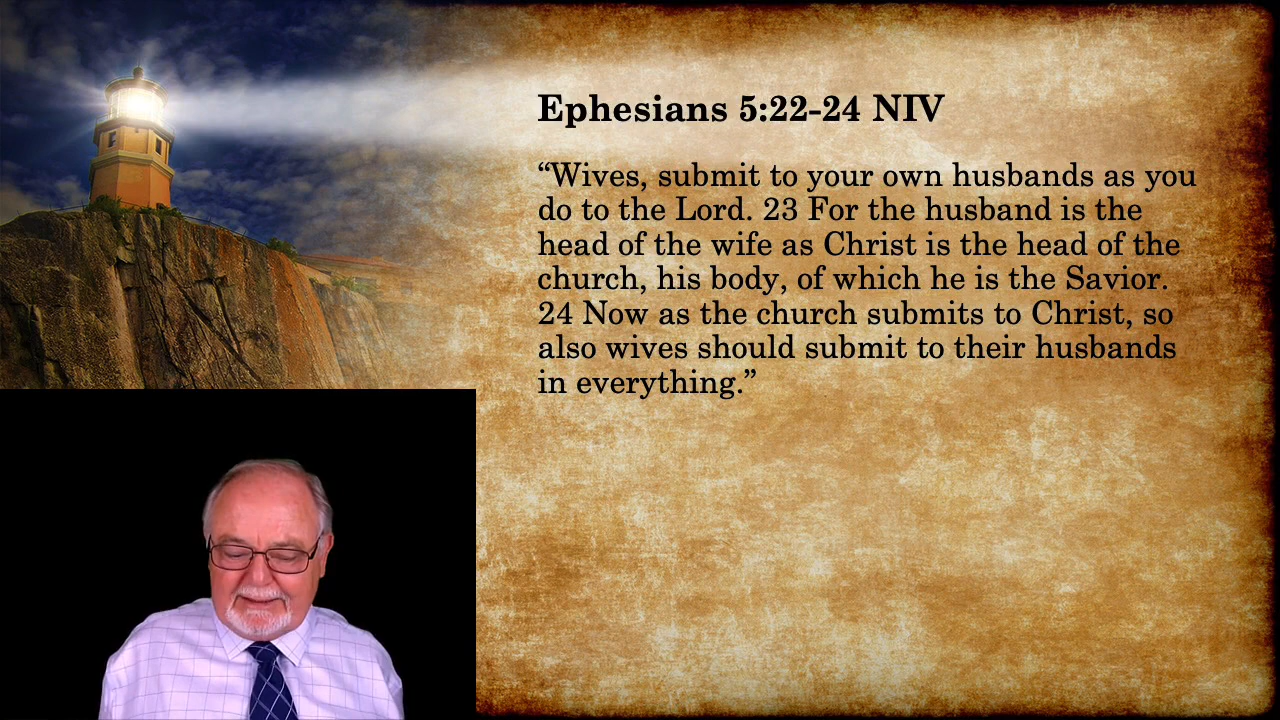 Ephesians 5:22-24 NIV
“Wives, submit to your own husbands as you
do to the Lord. 23 For the husband is the
head of the wife as Christ is the head of the
church, his body, of which he is the Savior.
24 Now as the church submits to Christ, so
also wives should submit to their husbands
in everything.”